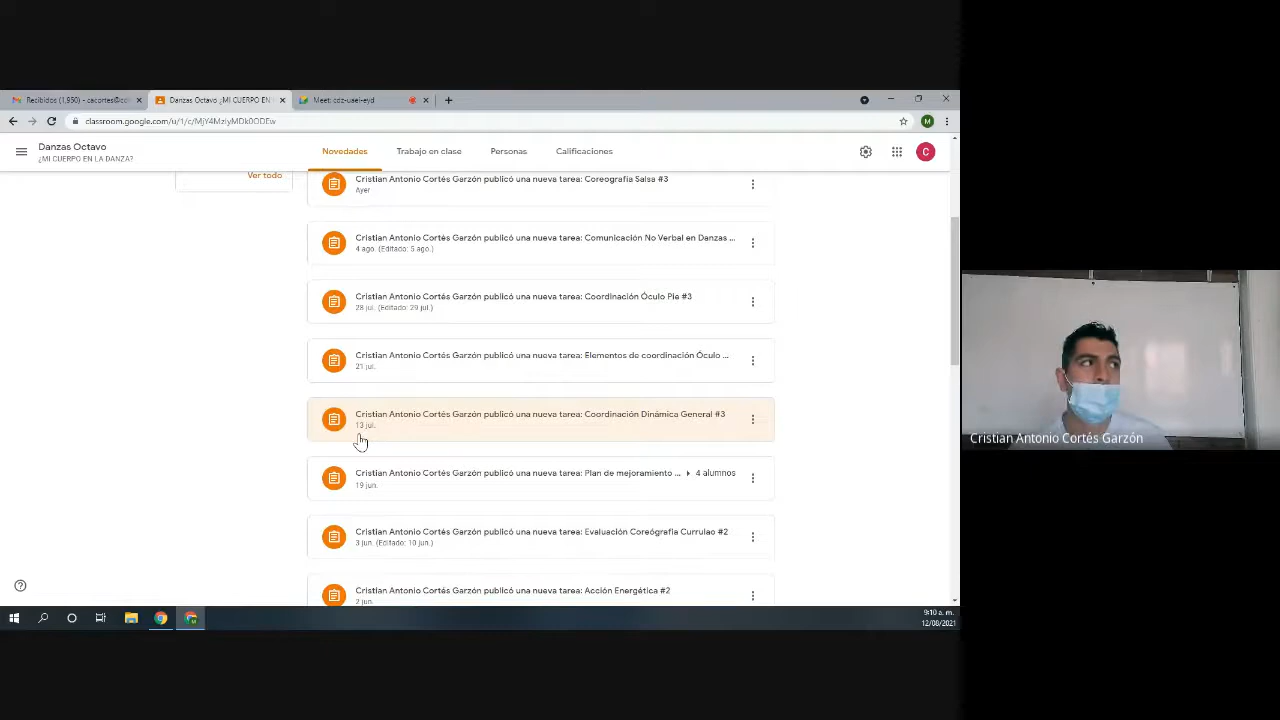 Recibidos (1,950) - cacortes@
Danzas Octavo ¿MI CUERPO EN
Meet: cdz-uaei-eyd
classroom.google.com/u/1/c/MjY4MzIyMDk0ODEw
Danzas Octavo
¿MI CUERPO EN LA DANZA?
Novedades
Trabajo en clase
Personas
Calificaciones
Ver todo
Cristian Antonio Cortés Garzón publicó una nueva tarea: Coreografía Salsa #3
Ayer
Cristian Antonio Cortés Garzón publicó una nueva tarea: Comunicación No Verbal en Danzas ...
4 ago. (Editado: 5 ago.)
Cristian Antonio Cortés Garzón publicó una nueva tarea: Coordinación Óculo Pie #3
28 jul. (Editado: 29 jul.)
Cristian Antonio Cortés Garzón publicó una nueva tarea: Elementos de coordinación Óculo ...
21 jul.
Cristian Antonio Cortés Garzón publicó una nueva tarea: Coordinación Dinámica General #3
13 jul.
Cristian Antonio Cortés Garzón publicó una nueva tarea: Plan de mejoramiento ... 4 alumnos
19 jun.
Cristian Antonio Cortés Garzón publicó una nueva tarea: Evaluación Coreógrafia Currulao #2
3 jun. (Editado: 10 jun.)
Cristian Antonio Cortés Garzón publicó una nueva tarea: Acción Energética #2
2 jun.
M
C
9:10 a. m.
12/08/2021
Cristian Antonio Cortés Garzón